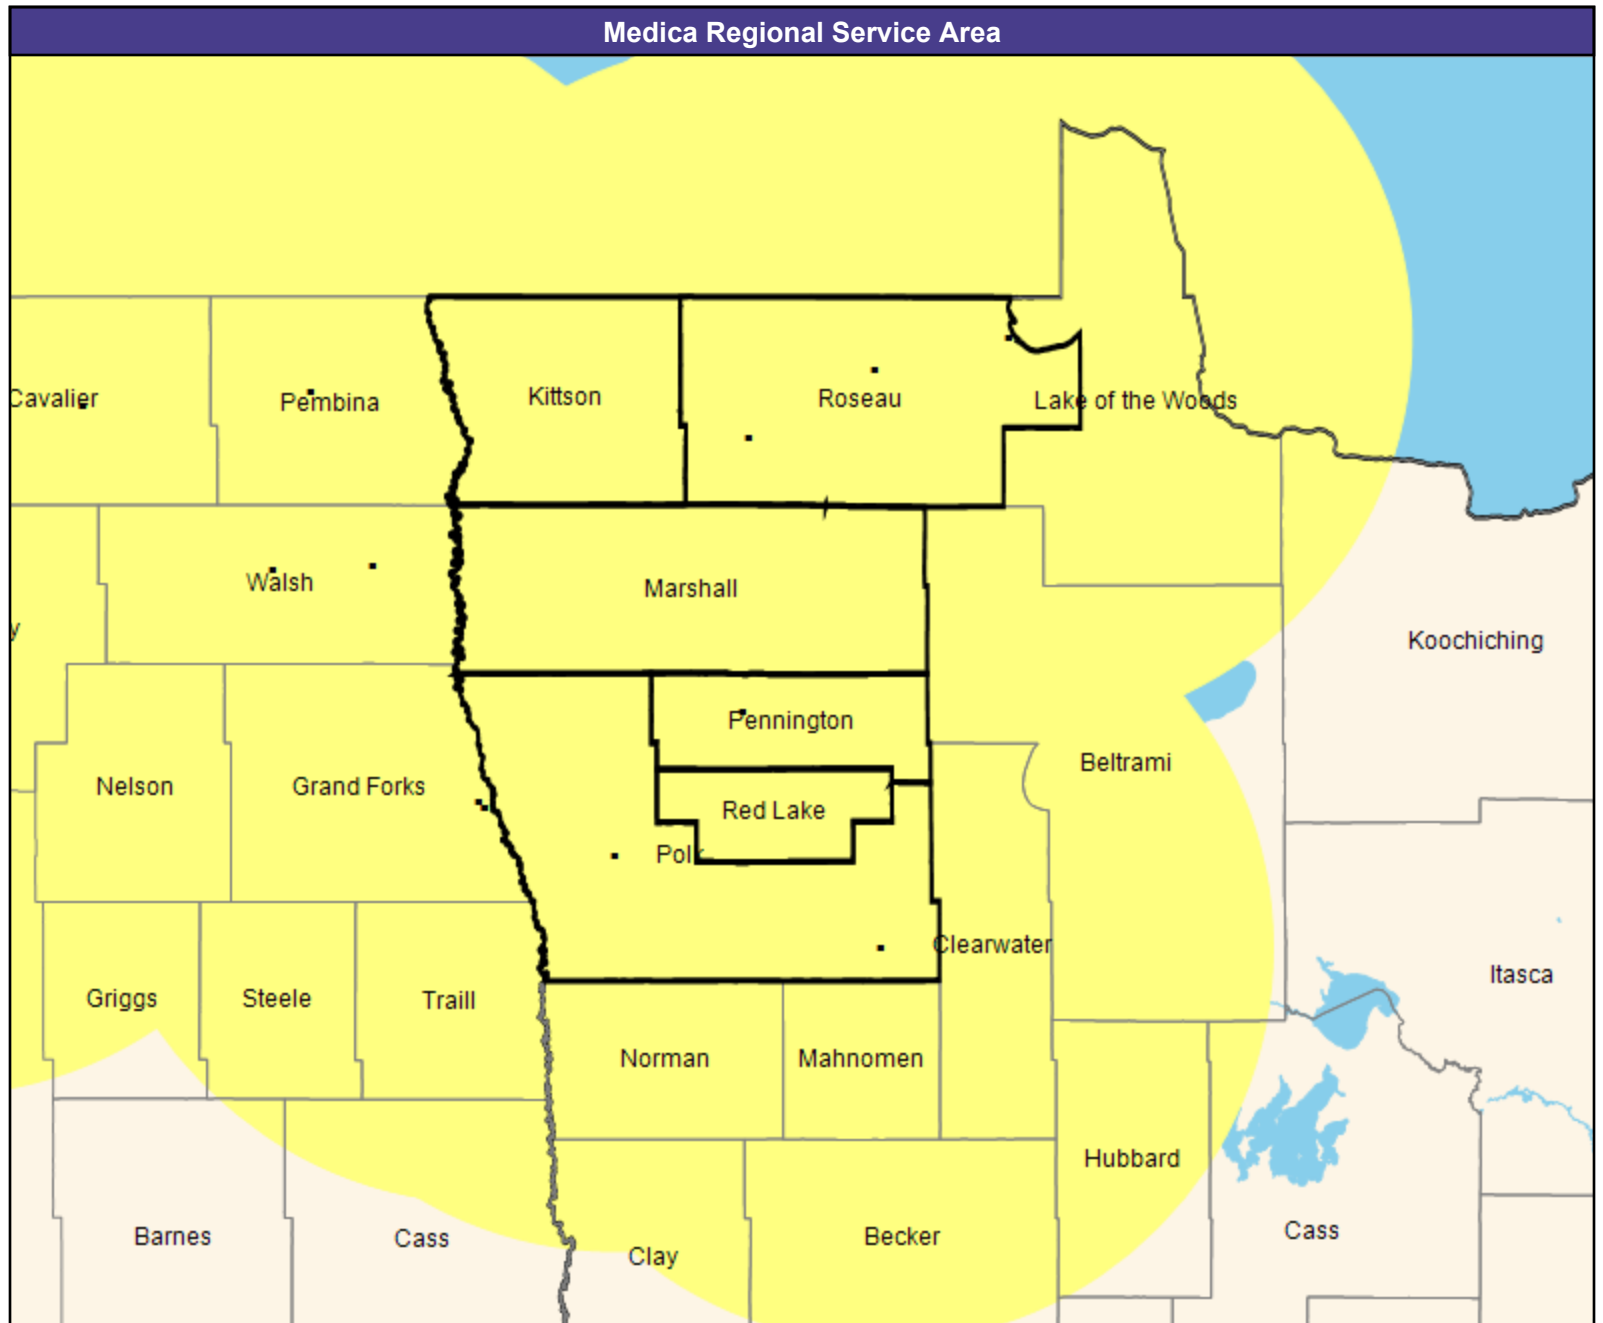 Medica Regional Service Area
Cavalier
Pembina
Kittson
Roseau
Lake of the Woods
Walsh
Marshall
y
Koochiching
Pennington
Beltrami
Nelson
Grand Forks
Red Lake
Polk
Clearwater
Itasca
Griggs
Steele
Traill
Norman
Mahnomen
Hubbard
Barnes
Cass
Clay
Becker
Cass